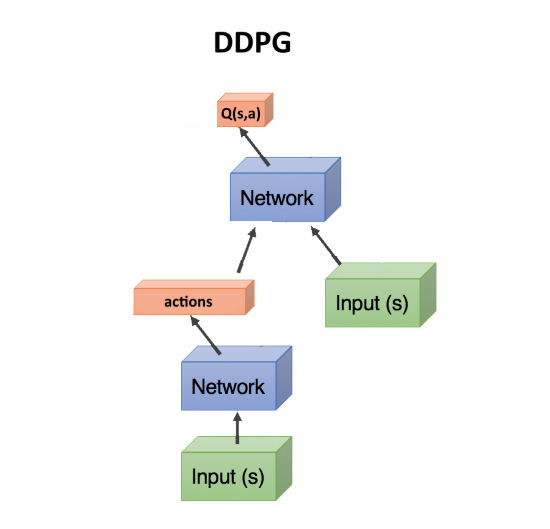 DDPG
Q(s,a)
Network
actions
Input (s)
Network
Input (s)